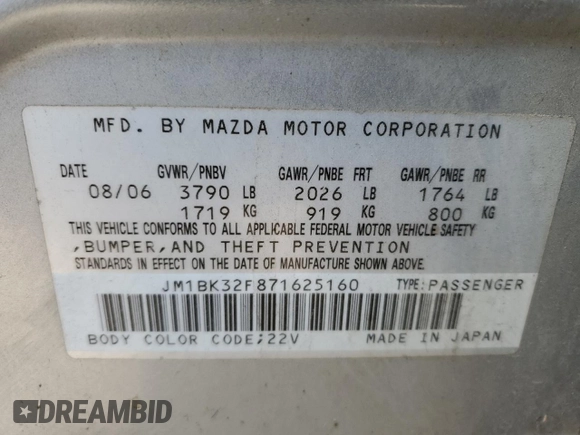 MFD. BY MAZDA MOTOR CORPORATION
DATE GVWR/PNBV GAWR/PNBE FRT GAWR/PNBE RR
08/06 3790 LB 2026 LB 1764 LB
1719 KG 919 KG 800 KG
THIS VEHICLE CONFORMS TO ALL APPLICABLE FEDERAL MOTOR VEHICLE SAFETY
,BUMPER,AND THEFT PREVENTION
STANDARDS IN EFFECT ON THE DATE OF MANUFACTURE SHOWN ABOVE.
JM1BK32F871625160 TYPE:PASSENGER
BODY COLOR CODE;22V MADE IN JAPAN
DREAMBID